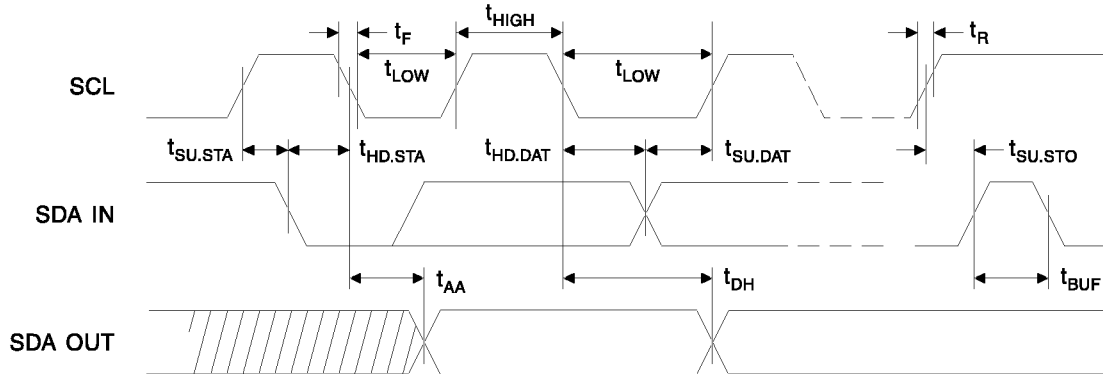 tHIGH
tF
tR
tLOW
tLOW
SCL
tSU.STA
tHD.STA
tHD.DAT
tSU.DAT
tSU.STO
SDA IN
tAA
tDH
tBUF
SDA OUT